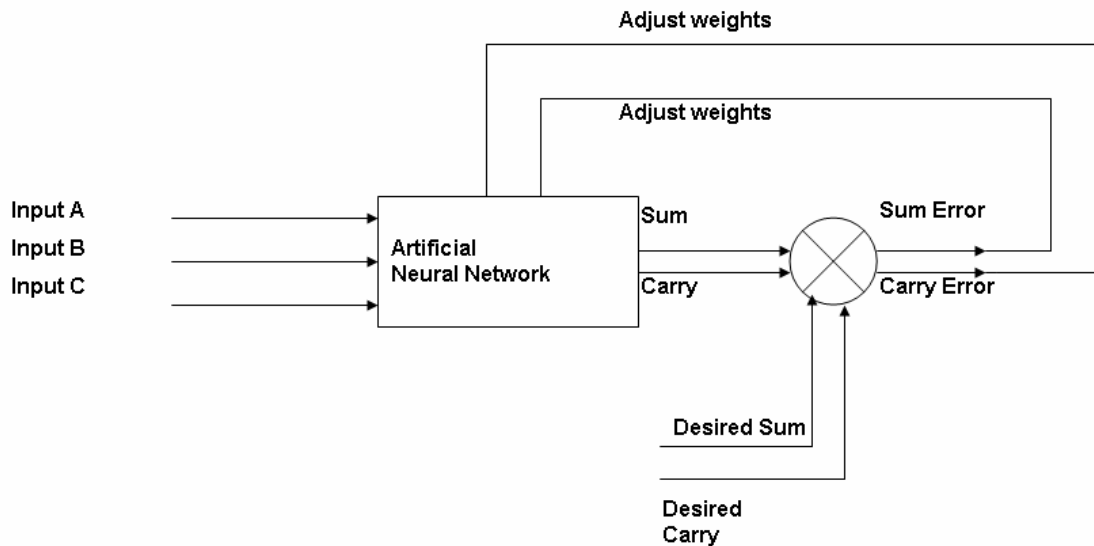 Adjust weights
Adjust weights
Input A
Input B
Input C
Artificial
Neural Network
Sum
Carry
Sum Error
Carry Error
Desired Sum
Desired
Carry